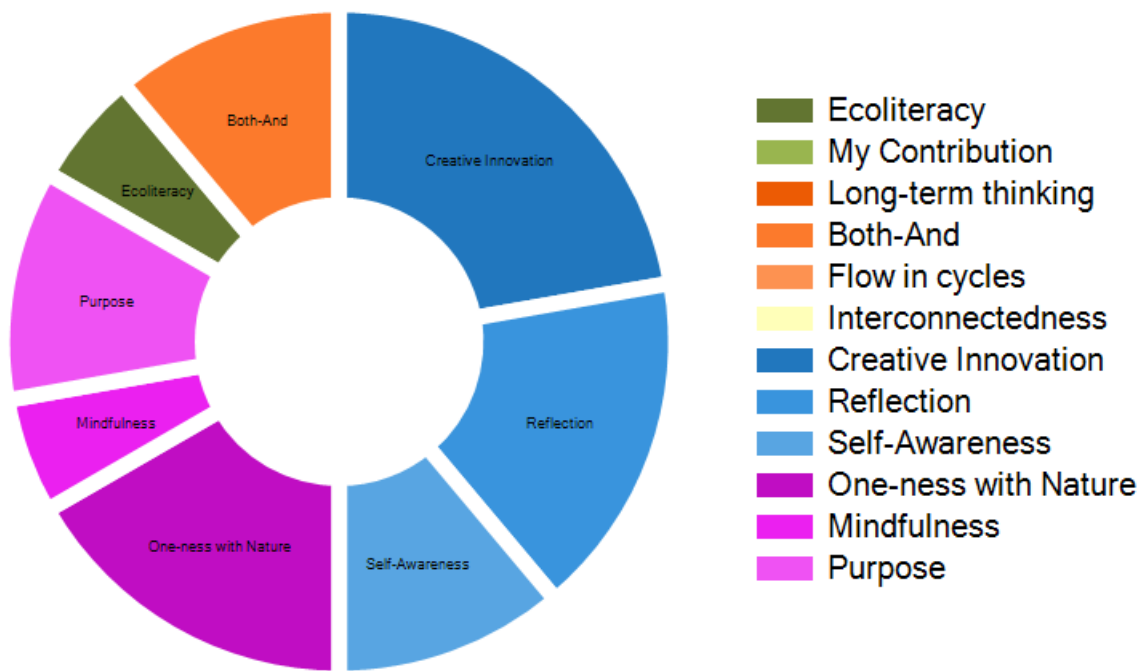 Both-And
Creative Innovation
Ecoliteracy
Purpose
Mindfulness
Reflection
One-ness with Nature
Self-Awareness
Ecoliteracy
My Contribution
Long-term thinking
Both-And
Flow in cycles
Interconnectedness
Creative Innovation
Reflection
Self-Awareness
One-ness with Nature
Mindfulness
Purpose